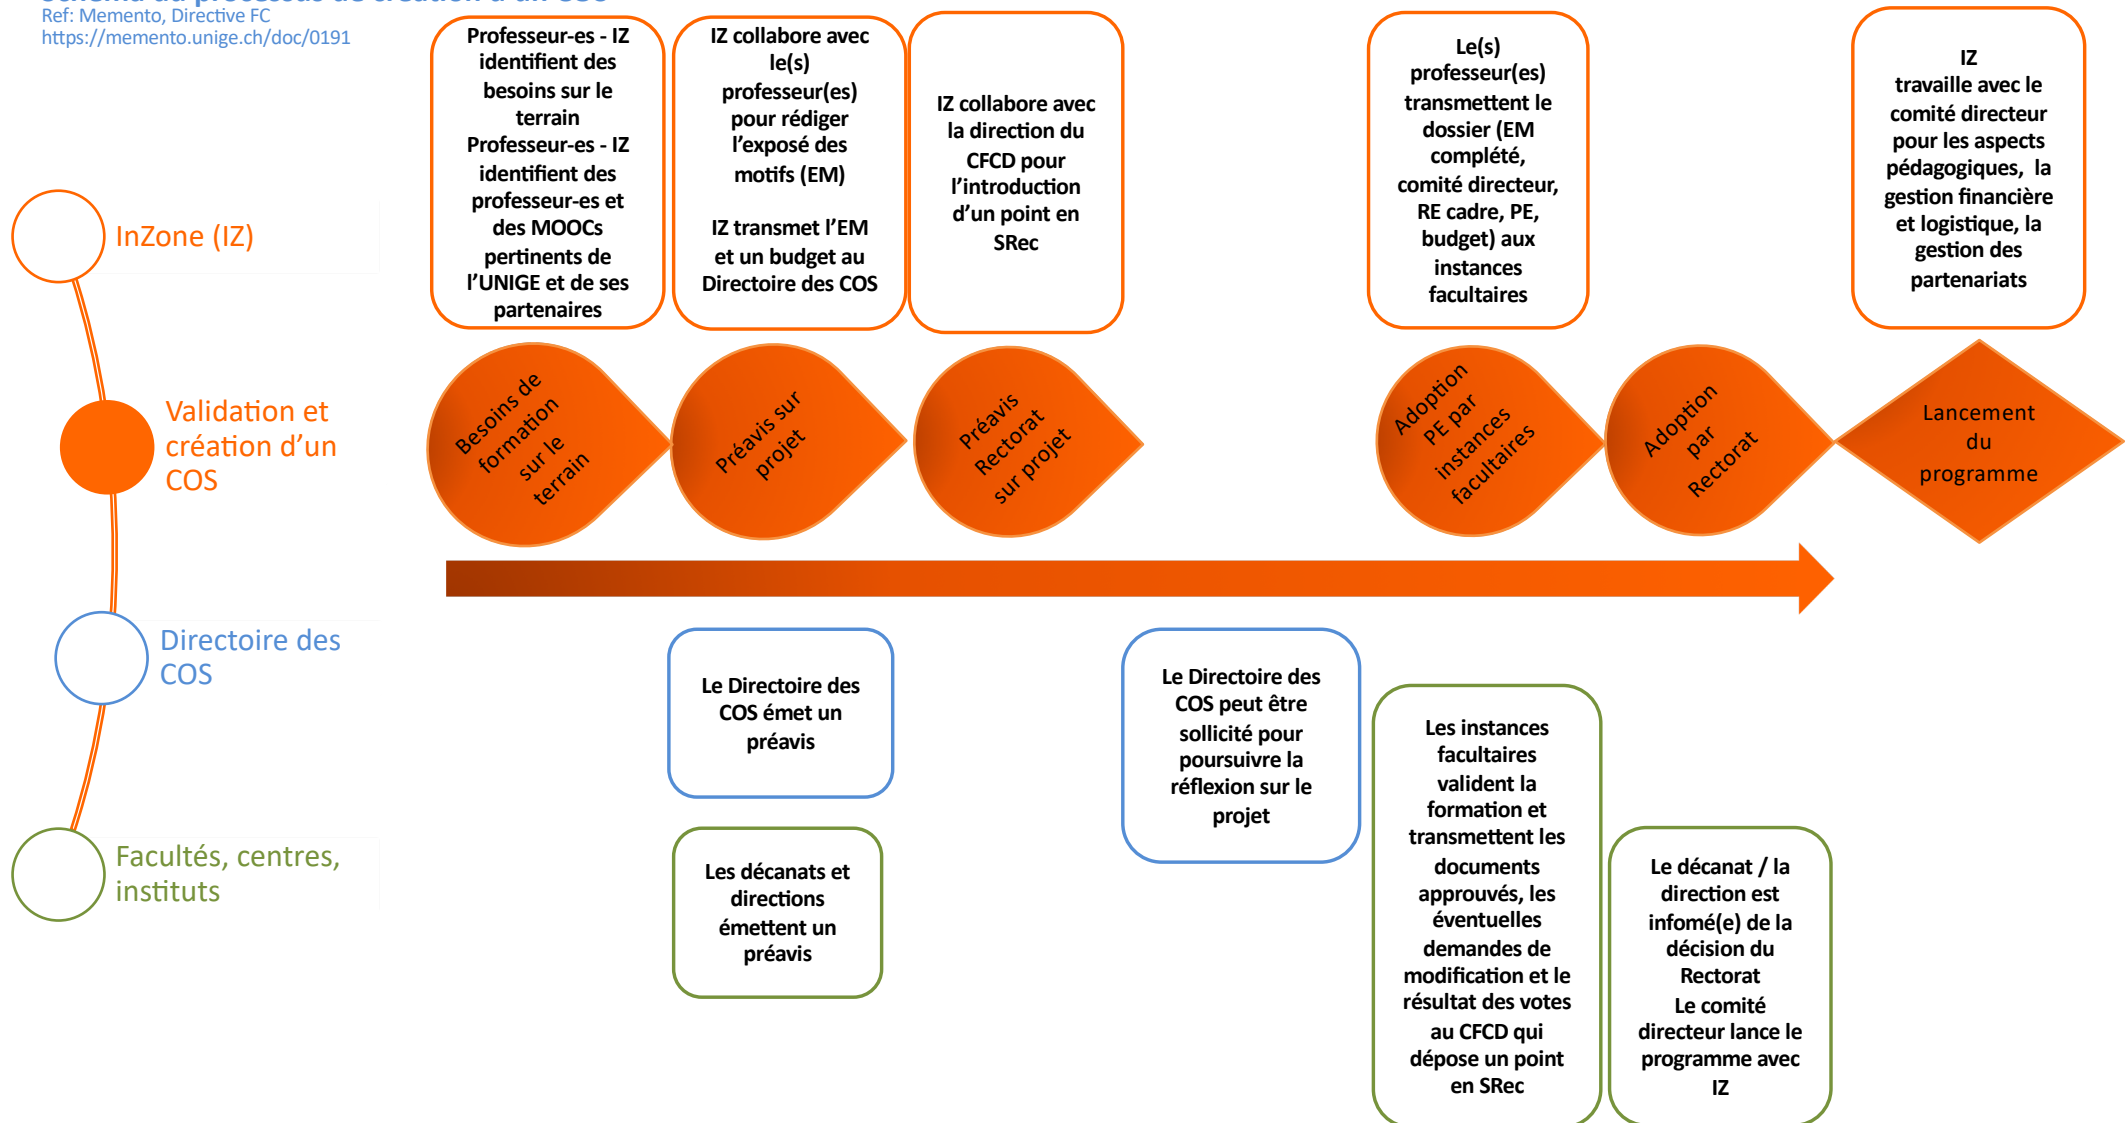 Schéma du processus de création d'un COS
Ref: Memento, Directive FC
https://memento.unige.ch/doc/0191
InZone (IZ)
Validation et
création d'un
COS
Directoire des
COS
Facultés, centres,
instituts
Professeur-es - IZ
identifient des
besoins sur le
terrain
Professeur-es - IZ
identifient des
professeur-es et
des MOOCs
pertinents de
l'UNIGE et de ses
partenaires
IZ collabore avec
le(s)
professeur(es)
pour rédiger
l'exposé des
motifs (EM)
IZ transmet l'EM
et un budget au
Directoire des COS
IZ collabore avec
la direction du
CFCD pour
l'introduction
d'un point en
SRec
Le(s)
professeur(es)
transmettent le
dossier (EM
complété,
comité directeur,
RE cadre, PE,
budget) aux
instances
facultaires
IZ
travaille avec le
comité directeur
pour les aspects
pédagogiques, la
gestion financière
et logistique, la
gestion des
partenariats
Besoins de
formation
sur le
terrain
Préavis sur
projet
Préavis
Rectorat
sur projet
Adoption
PE par
instances
facultaires
Adoption
par
Rectorat
Lancement
du
programme
Le Directoire des
COS émet un
préavis
Les décanats et
directions
émettent un
préavis
Le Directoire des
COS peut être
sollicité pour
poursuivre la
réflexion sur le
projet
Les instances
facultaires
valident la
formation et
transmettent les
documents
approuvés, les
éventuelles
demandes de
modification et le
résultat des votes
au CFCD qui
dépose un point
en SRec
Le décanat / la
direction est
infomé(e) de la
décision du
Rectorat
Le comité
directeur lance le
programme avec
IZ